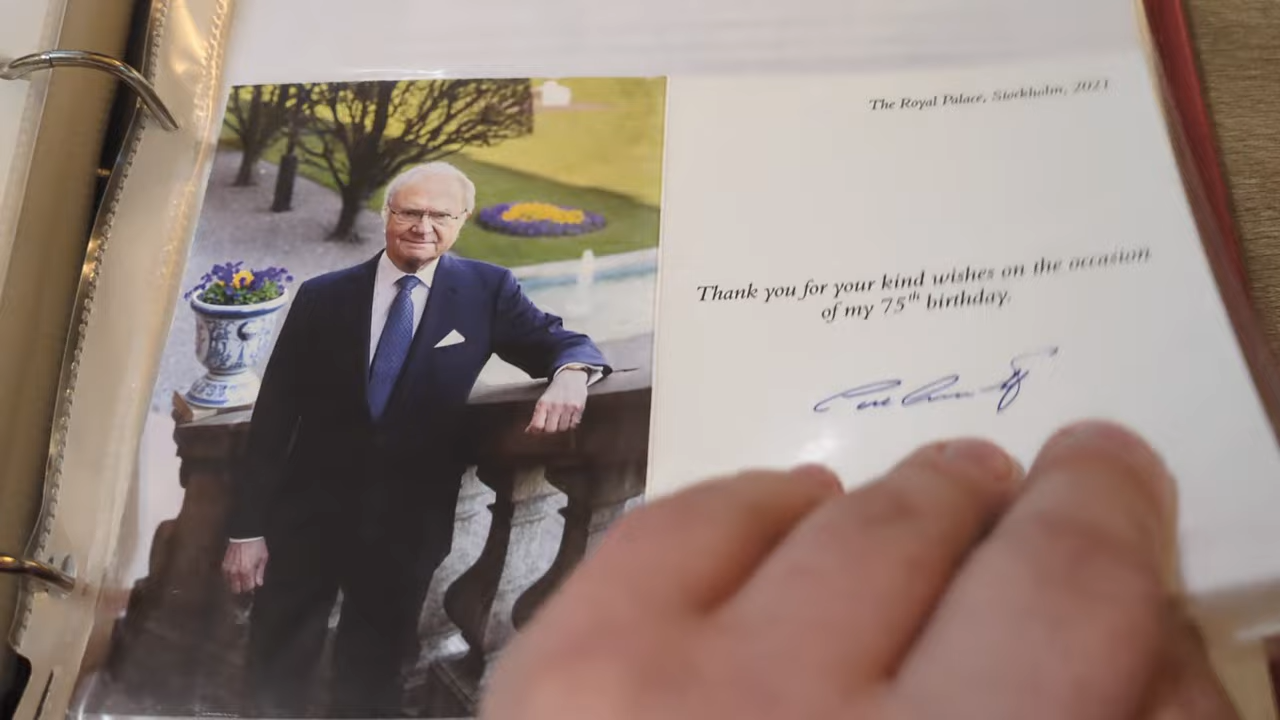 The Royal Palace, Stockholm, 2021
Thank you for your kind wishes on the occasion
of my 75th birthday.